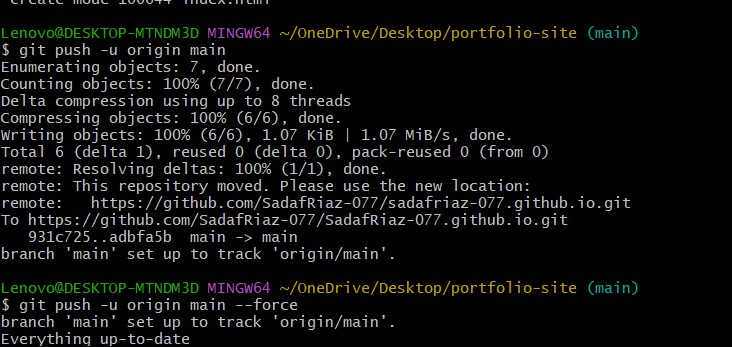 create mode 100644 index.html
Lenovo@DESKTOP-MTNDM3D MINGW64 ~/OneDrive/Desktop/portfolio-site (main)
$ git push -u origin main
Enumerating objects: 7, done.
Counting objects: 100% (7/7), done.
Delta compression using up to 8 threads
Compressing objects: 100% (6/6), done.
Writing objects: 100% (6/6), 1.07 KiB | 1.07 MiB/s, done.
Total 6 (delta 1), reused 0 (delta 0), pack-reused 0 (from 0)
remote: Resolving deltas: 100% (1/1), done.
remote: This repository moved. Please use the new location:
remote:   https://github.com/SadafRiaz-077/sadafriaz-077.github.io.git
To https://github.com/SadafRiaz-077/SadafRiaz-077.github.io.git
   931c725..adbfa5b  main -> main
branch 'main' set up to track 'origin/main'.
Lenovo@DESKTOP-MTNDM3D MINGW64 ~/OneDrive/Desktop/portfolio-site (main)
$ git push -u origin main --force
branch 'main' set up to track 'origin/main'.
Everything up-to-date